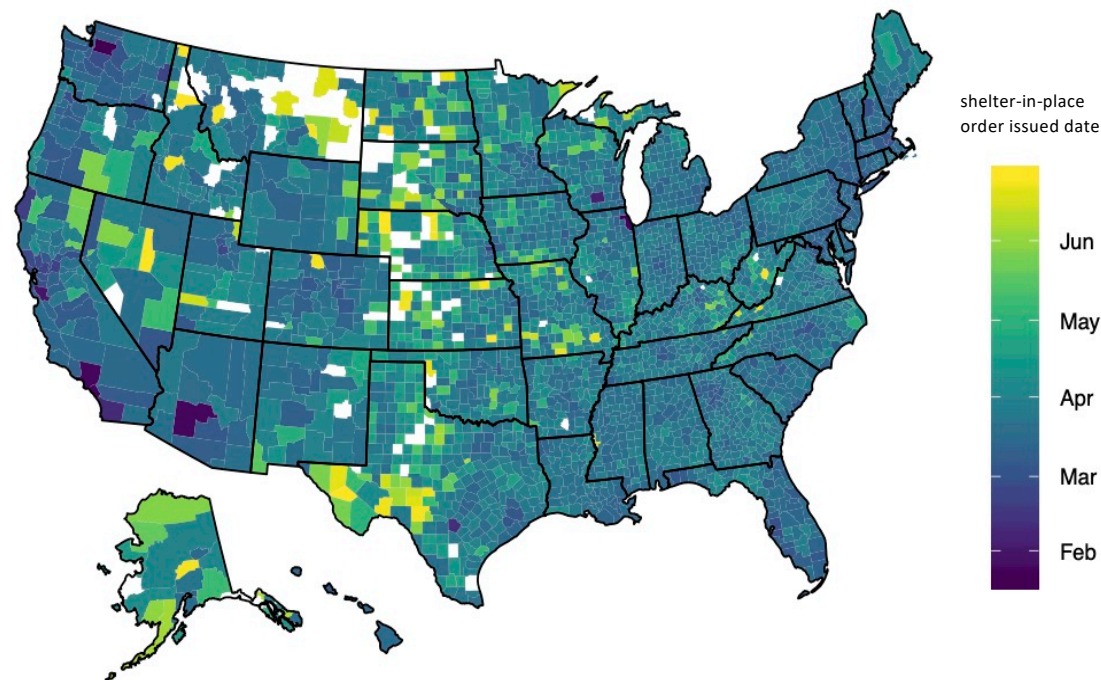 shelter-in-place
order issued date
Jun
May
Apr
Mar
Feb